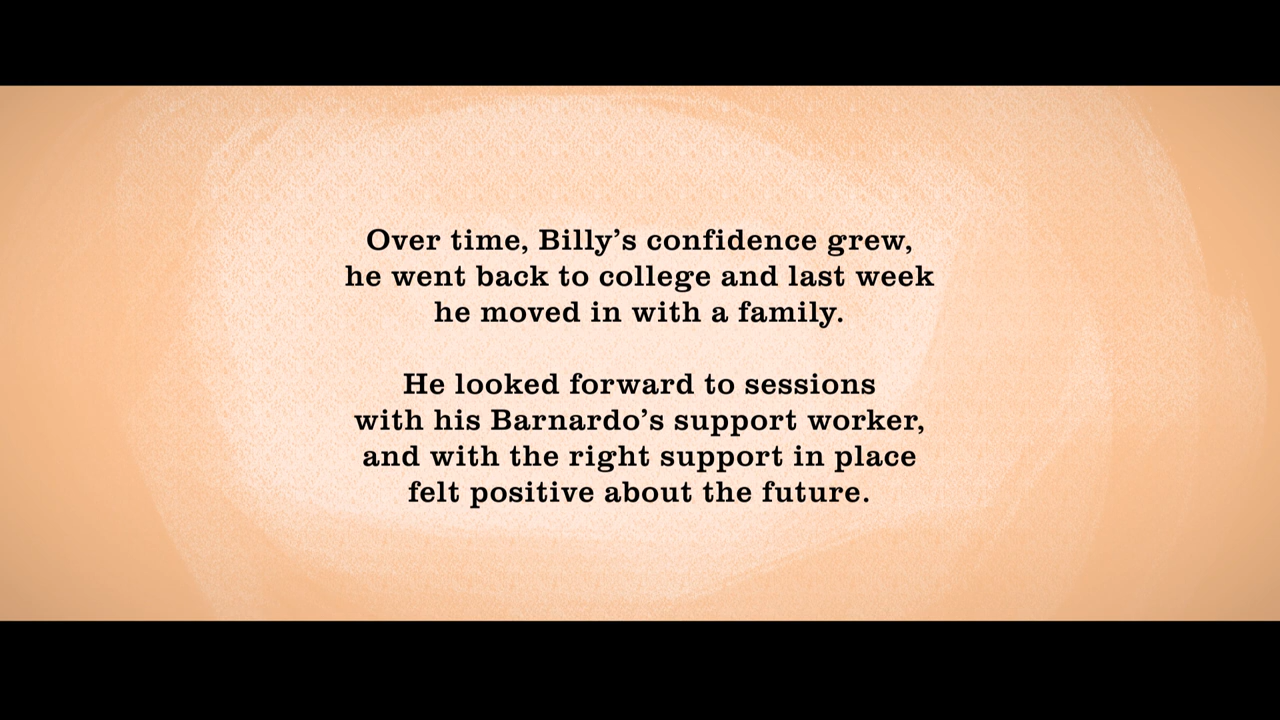 Over time, Billy’s confidence grew,
he went back to college and last week
he moved in with a family.
He looked forward to sessions
with his Barnardo’s support worker,
and with the right support in place
felt positive about the future.